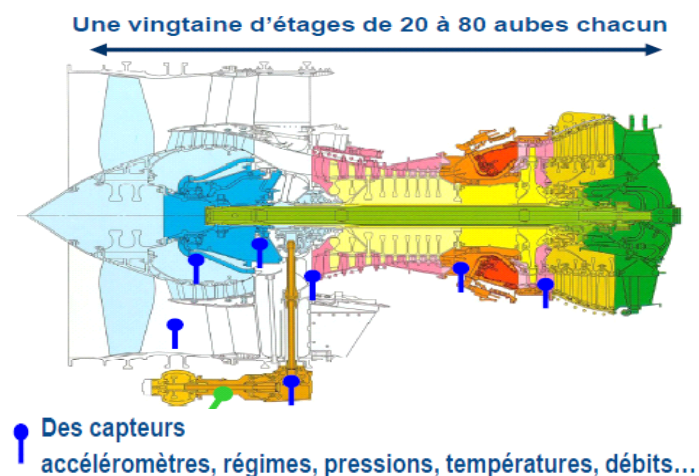 Une vingtaine d’étages de 20 à 80 aubes chacun
Des capteurs
accéléromètres, régimes, pressions, températures, débits…